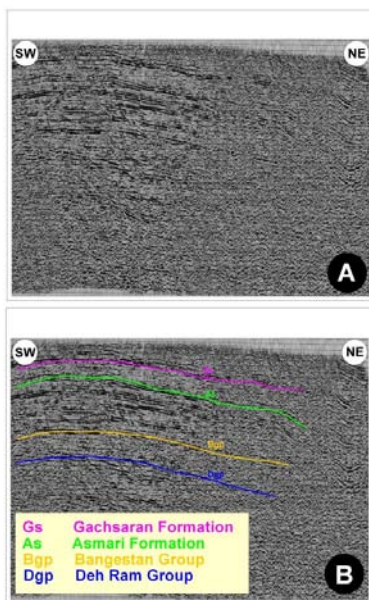 SW
NE
A
SW
NE
Gs
As
Bgp
Dgp
Gs Gachsaran Formation
As Asmari Formation
Bgp Bangestan Group
Dgp Deh Ram Group
B